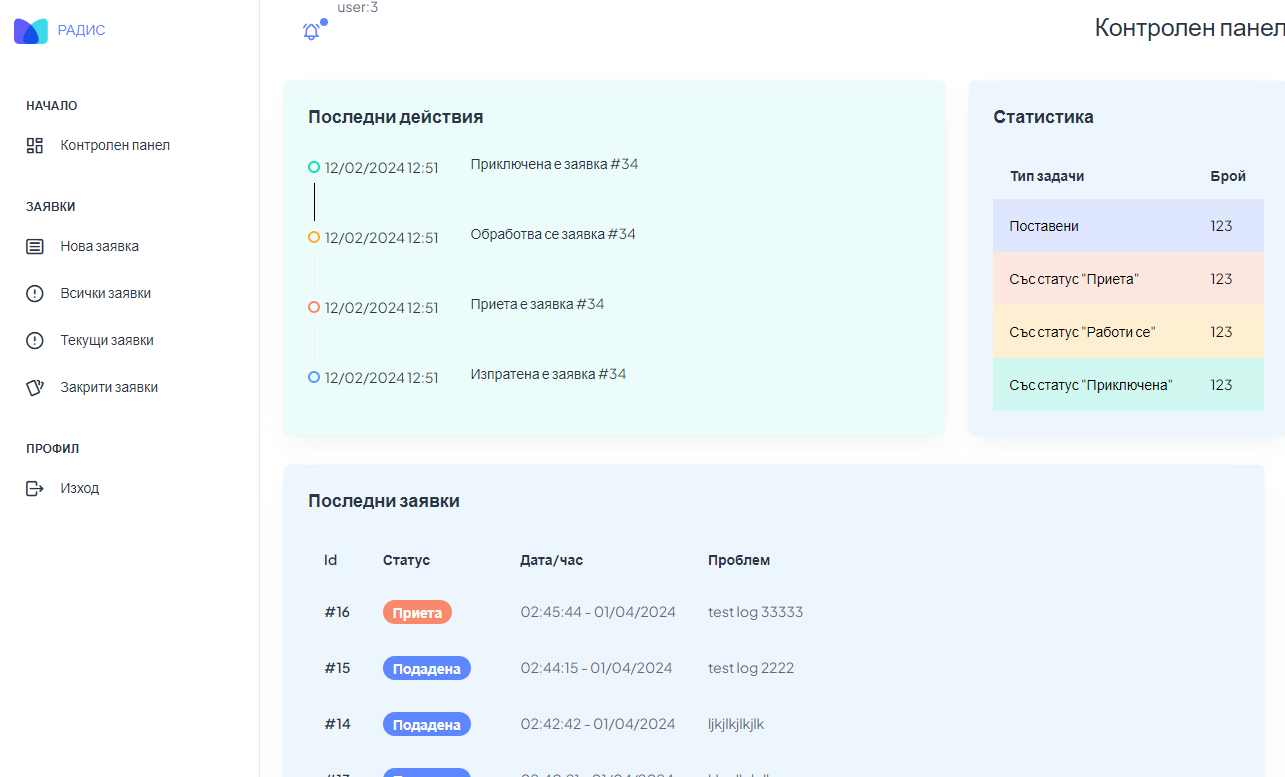 user:3
РАДИС
Контролен панел
НАЧАЛО
Контролен панел
ЗАЯВКИ
Нова заявка
Всички заявки
Текущи заявки
Закрити заявки
ПРОФИЛ
Изход
Последни действия
12/02/2024 12:51 Приключена е заявка #34
12/02/2024 12:51 Обработва се заявка #34
12/02/2024 12:51 Приета е заявка #34
12/02/2024 12:51 Изпратена е заявка #34
Статистика
Тип задачи Брой
Поставени 123
Със статус "Приета" 123
Със статус "Работи се" 123
Със статус "Приключена" 123
Последни заявки
Id Статус Дата/час Проблем
#16 Приета 02:45:44 - 01/04/2024 test log 33333
#15 Подадена 02:44:15 - 01/04/2024 test log 2222
#14 Подадена 02:42:42 - 01/04/2024 ljkjlkjlkjlk